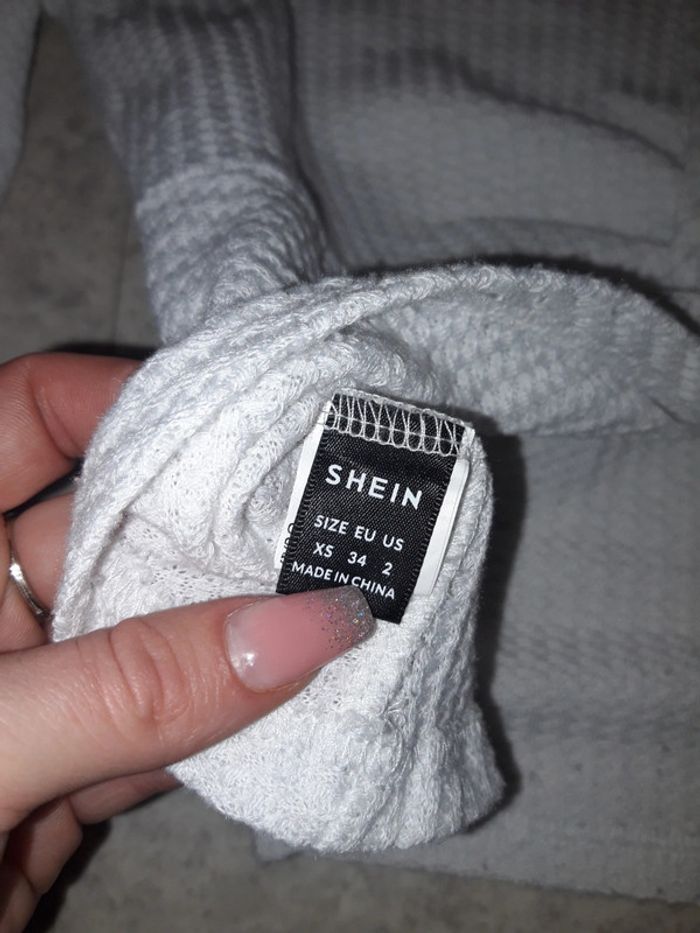 SHEIN
SIZE EU US
XS 34 2
MADE IN CHINA